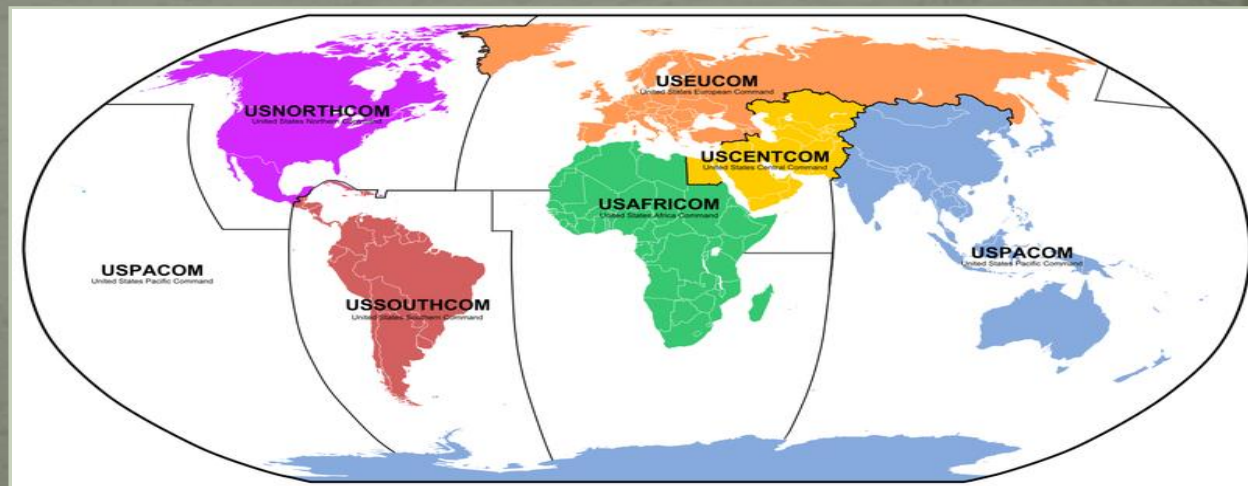 USEUCOM
United States European Command
USNORTHCOM
United States Northern Command
USCENTCOM
United States Central Command
USAFRICOM
United States Africa Command
USPACOM
United States Pacific Command
USPACOM
United States Pacific Command
USSOUTHCOM
United States Southern Command